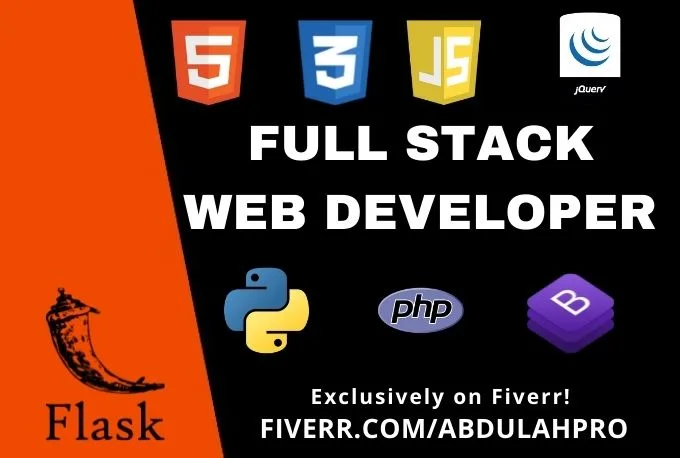 5
3
JS
jQuery
FULL STACK
WEB DEVELOPER
php
B
Flask
Exclusively on Fiverr!
FIVERR.COM/ABDULAHPRO